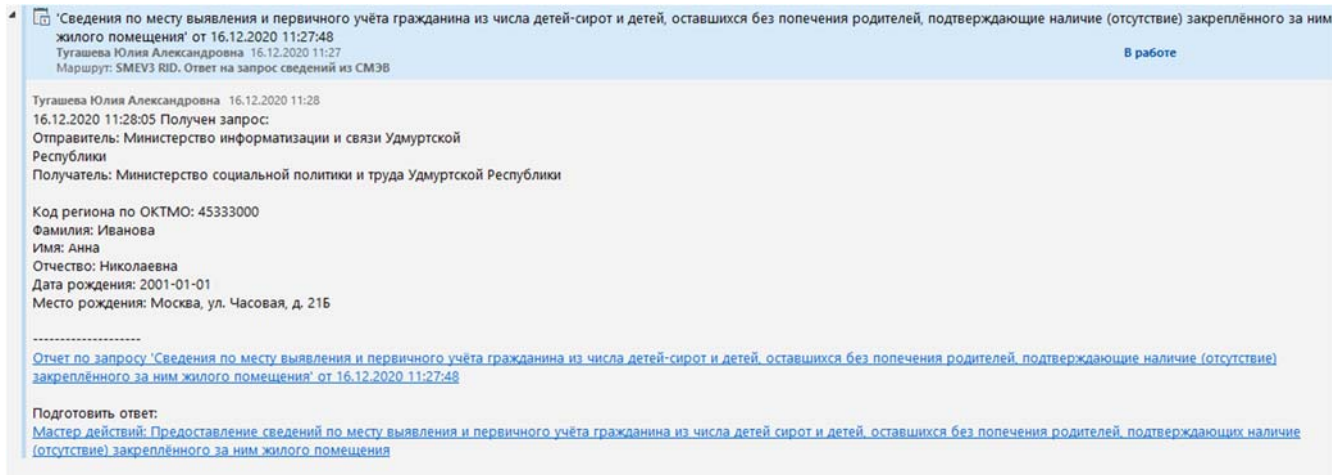 'Сведения по месту выявления и первичного учёта гражданина из числа детей-сирот и детей, оставшихся без попечения родителей, подтверждающие наличие (отсутствие) закреплённого за ним
жилого помещения' от 16.12.2020 11:27:48
Тугашева Юлия Александровна 16.12.2020 11:27
В работе
Маршрут: SMEV3 RID. Ответ на запрос сведений из СМЭВ
Тугашева Юлия Александровна 16.12.2020 11:28
16.12.2020 11:28:05 Получен запрос:
Отправитель: Министерство информатизации и связи Удмуртской
Республики
Получатель: Министерство социальной политики и труда Удмуртской Республики
Код региона по ОКТМО: 45333000
Фамилия: Иванова
Имя: Анна
Отчество: Николаевна
Дата рождения: 2001-01-01
Место рождения: Москва, ул. Часовая, д. 21Б
--------------------
Отчет по запросу 'Сведения по месту выявления и первичного учёта гражданина из числа детей-сирот и детей, оставшихся без попечения родителей, подтверждающие наличие (отсутствие)
закреплённого за ним жилого помещения' от 16.12.2020 11:27:48
Подготовить ответ:
Мастер действий: Предоставление сведений по месту выявления и первичного учёта гражданина из числа детей сирот и детей, оставшихся без попечения родителей, подтверждающих наличие
(отсутствие) закреплённого за ним жилого помещения